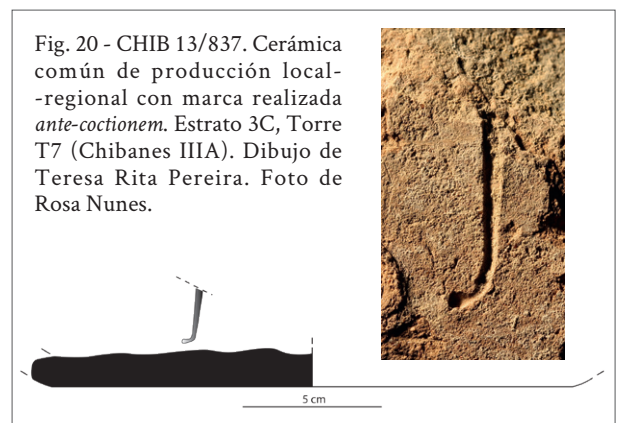 Fig. 20 - CHIB 13/837. Cerámica
común de producción local-
-regional con marca realizada
ante-coctionem. Estrato 3C, Torre
T7 (Chibanes IIIA). Dibujo de
Teresa Rita Pereira. Foto de
Rosa Nunes.
5 cm